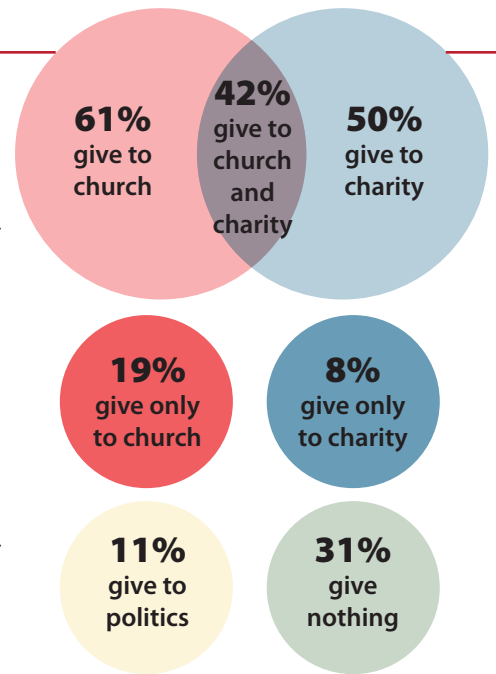 61%
give to
church
42%
give to
church
and
charity
50%
give to
charity
19%
give only
to church
8%
give only
to charity
11%
give to
politics
31%
give
nothing